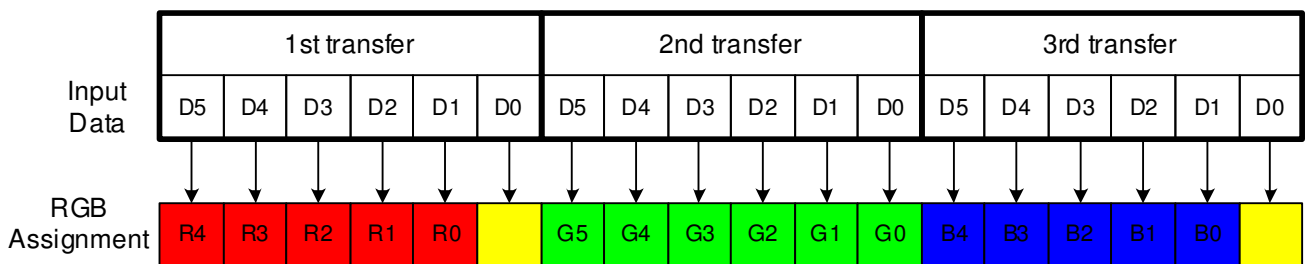 1st transfer 2nd transfer 3rd transfer
Input
Data
D5 D4 D3 D2 D1 D0 D5 D4 D3 D2 D1 D0 D5 D4 D3 D2 D1 D0
RGB
Assignment
R4 R3 R2 R1 R0 G5 G4 G3 G2 G1 G0 B4 B3 B2 B1 B0